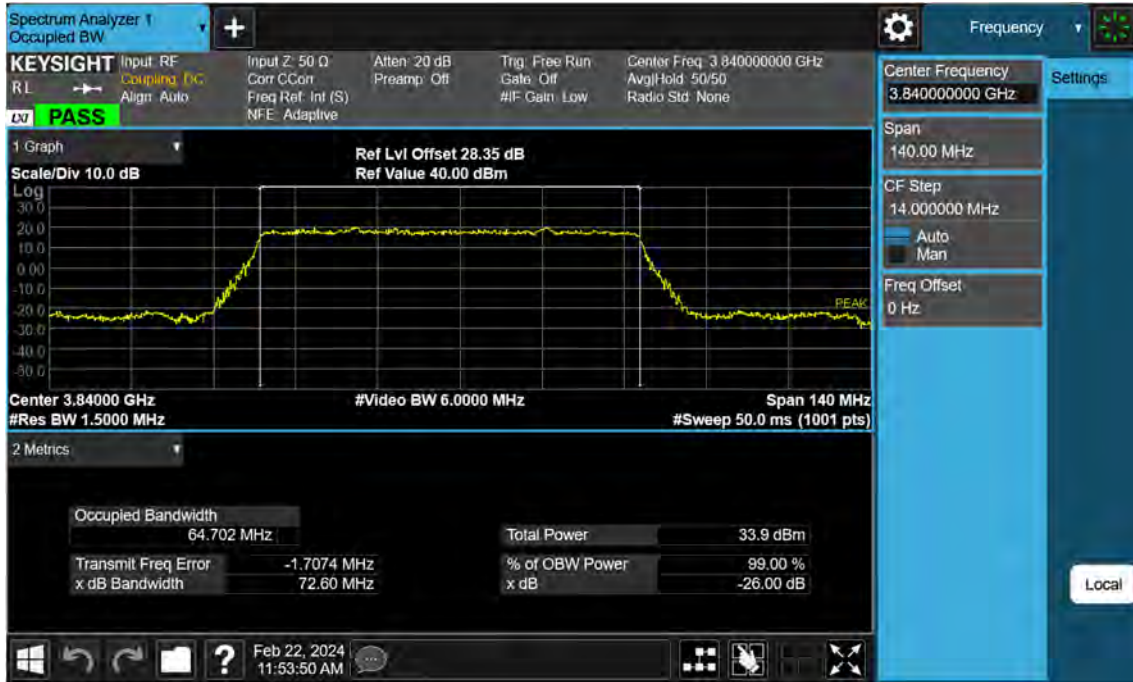 Spectrum Analyzer 1
Occupied BW
+
Frequency
KEYSIGHT
RL
LXI PASS
Input: RF
Coupling: DC
Align: Auto
Input Z: 50 Ω
Corr CCorr
Freq Ref: Int (S)
NFE: Adaptive
Atten: 20 dB
Preamp: Off
Trig: Free Run
Gate: Off
#IF Gain: Low
Center Freq: 3.840000000 GHz
Avg|Hold: 50/50
Radio Std: None
Center Frequency
3.840000000 GHz
Settings
Span
140.00 MHz
CF Step
14.000000 MHz
Auto
Man
Freq Offset
0 Hz
Local
1 Graph
Scale/Div 10.0 dB
Ref Lvl Offset 28.35 dB
Ref Value 40.00 dBm
Log
30.0
20.0
10.0
0.00
-10.0
-20.0
-30.0
-40.0
-50.0
PEAK
Center 3.84000 GHz
#Video BW 6.0000 MHz
Span 140 MHz
#Res BW 1.5000 MHz
#Sweep 50.0 ms (1001 pts)
2 Metrics
Occupied Bandwidth
64.702 MHz
Total Power 33.9 dBm
Transmit Freq Error -1.7074 MHz
% of OBW Power 99.00 %
x dB Bandwidth 72.60 MHz
x dB -26.00 dB
?
Feb 22, 2024
11:53:50 AM